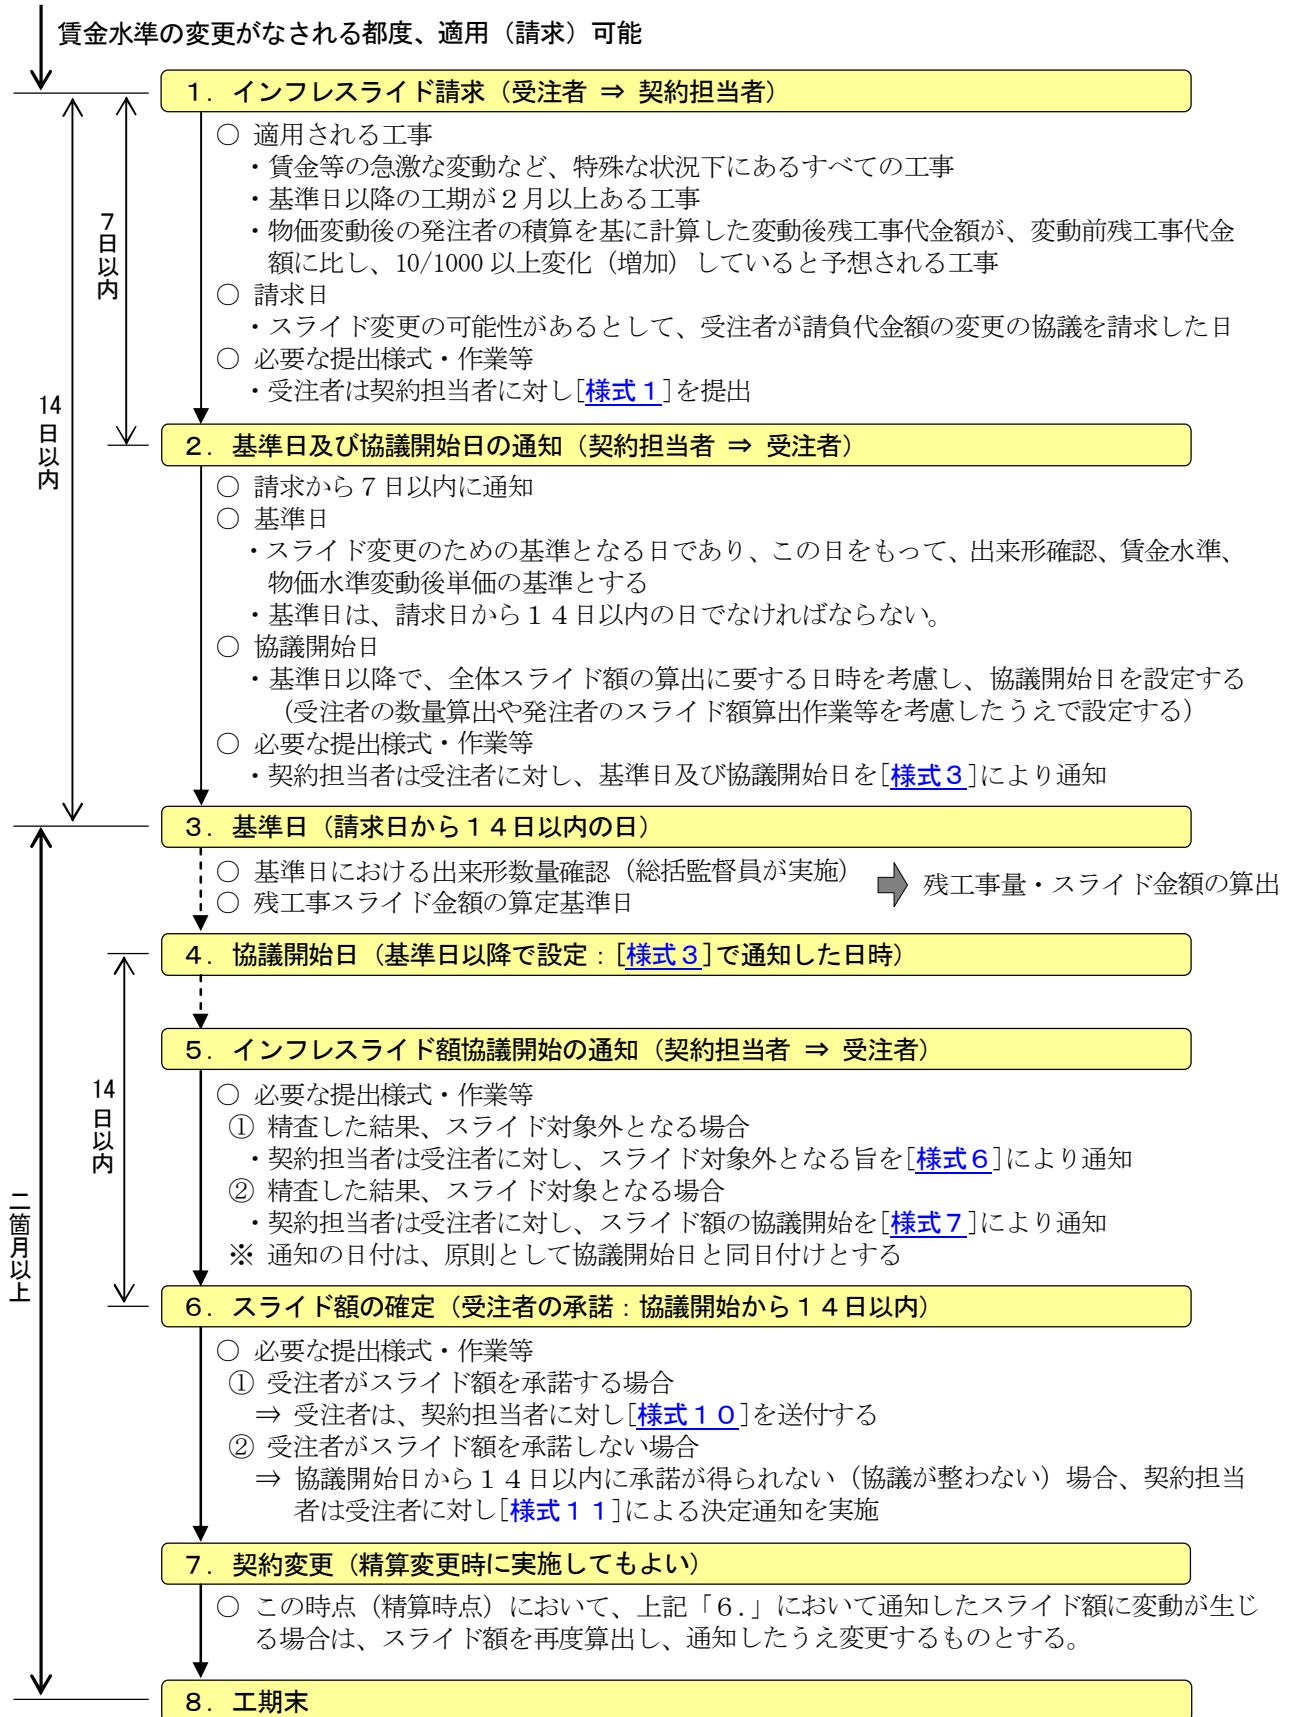 賃金水準の変更がなされる都度、適用（請求）可能
１．インフレスライド請求（受注者 ⇒ 契約担当者）
○ 適用される工事
・賃金等の急激な変動など、特殊な状況下にあるすべての工事
・基準日以降の工期が２月以上ある工事
・物価変動後の発注者の積算を基に計算した変動後残工事代金額が、変動前残工事代金
額に比し、10/1000 以上変化（増加）していると予想される工事
○ 請求日
・スライド変更の可能性があるとして、受注者が請負代金額の変更の協議を請求した日
○ 必要な提出様式・作業等
・受注者は契約担当者に対し[様式１]を提出
７日以内
14日以内
２．基準日及び協議開始日の通知（契約担当者 ⇒ 受注者）
○ 請求から７日以内に通知
○ 基準日
・スライド変更のための基準となる日であり、この日をもって、出来形確認、賃金水準、
物価水準変動後単価の基準とする
・基準日は、請求日から１４日以内の日でなければならない。
○ 協議開始日
・基準日以降で、全体スライド額の算出に要する日時を考慮し、協議開始日を設定する
（受注者の数量算出や発注者のスライド額算出作業等を考慮したうえで設定する）
○ 必要な提出様式・作業等
・契約担当者は受注者に対し、基準日及び協議開始日を[様式３]により通知
３．基準日（請求日から１４日以内の日）
○ 基準日における出来形数量確認（総括監督員が実施）
○ 残工事スライド金額の算定基準日
残工事量・スライド金額の算出
４．協議開始日（基準日以降で設定：[様式３]で通知した日時）
５．インフレスライド額協議開始の通知（契約担当者 ⇒ 受注者）
○ 必要な提出様式・作業等
① 精査した結果、スライド対象外となる場合
・契約担当者は受注者に対し、スライド対象外となる旨を[様式６]により通知
② 精査した結果、スライド対象となる場合
・契約担当者は受注者に対し、スライド額の協議開始を[様式７]により通知
※ 通知の日付は、原則として協議開始日と同日付けとする
14日以内
二箇月以上
６．スライド額の確定（受注者の承諾：協議開始から１４日以内）
○ 必要な提出様式・作業等
① 受注者がスライド額を承諾する場合
⇒ 受注者は、契約担当者に対し[様式１０]を送付する
② 受注者がスライド額を承諾しない場合
⇒ 協議開始日から１４日以内に承諾が得られない（協議が整わない）場合、契約担当
者は受注者に対し[様式１１]による決定通知を実施
７．契約変更（精算変更時に実施してもよい）
○ この時点（精算時点）において、上記「６.」において通知したスライド額に変動が生じ
る場合は、スライド額を再度算出し、通知したうえ変更するものとする。
８．工期末